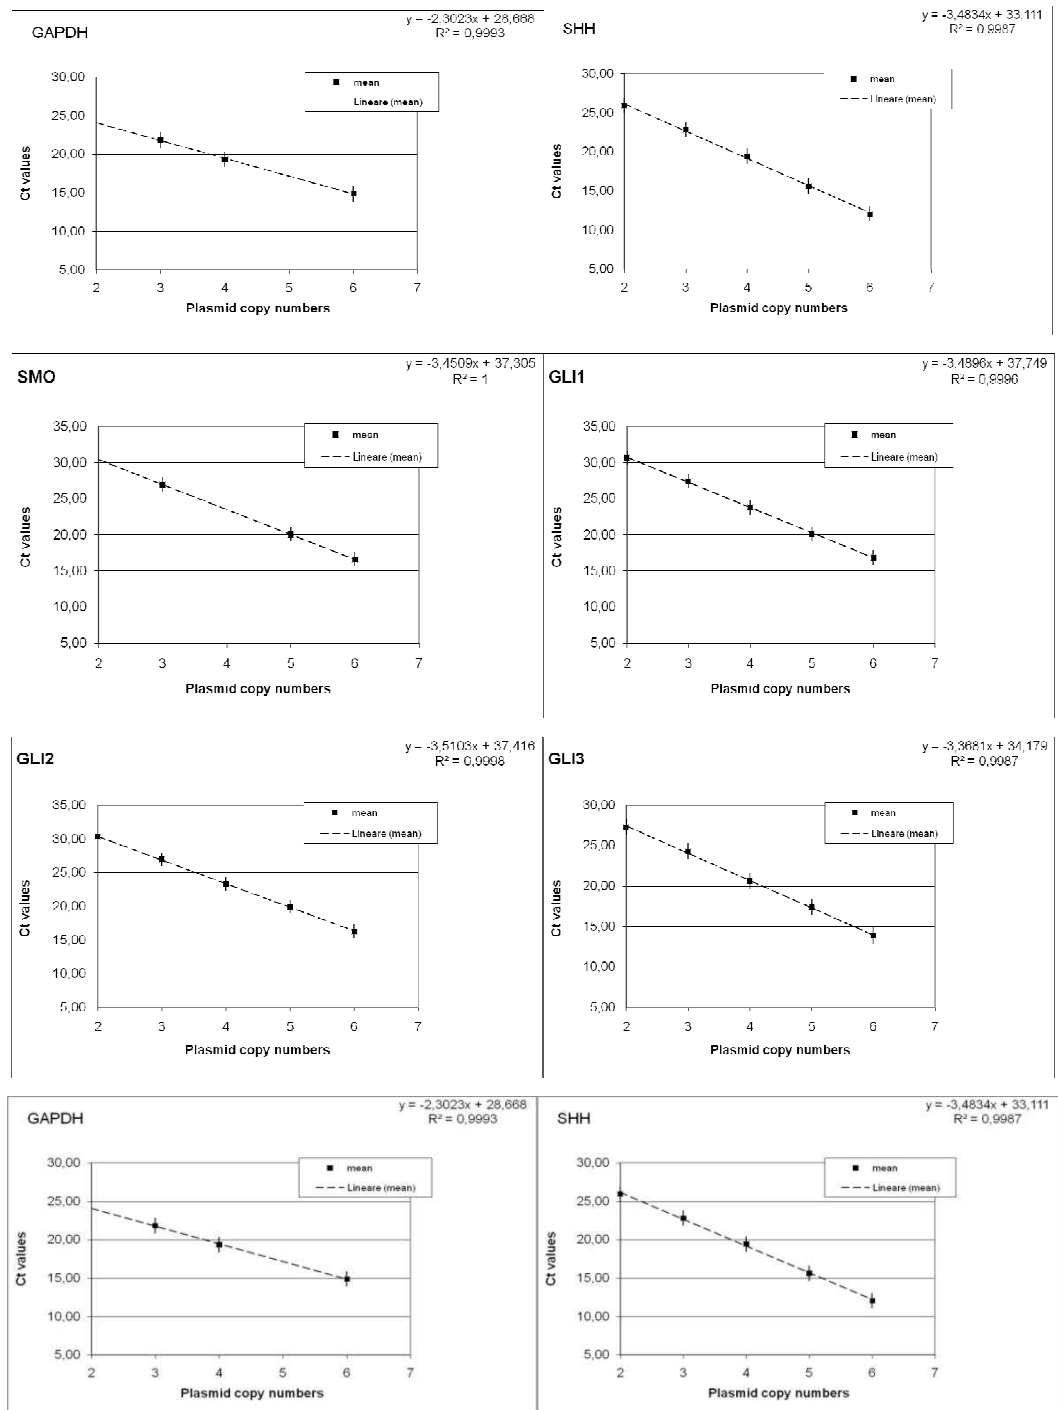 GAPDH
y = -2,3023x + 28,668
R² = 0,9993
mean
Lineare (mean)
30,00
25,00
20,00
15,00
10,00
5,00
Ct values
2 3 4 5 6 7
Plasmid copy numbers
SHH
y = -3,4834x + 33,111
R² = 0,9987
mean
Lineare (mean)
30,00
25,00
20,00
15,00
10,00
5,00
Ct values
2 3 4 5 6 7
Plasmid copy numbers
SMO
y = -3,4509x + 37,305
R² = 1
mean
Lineare (mean)
35,00
30,00
25,00
20,00
15,00
10,00
5,00
Ct values
2 3 4 5 6 7
Plasmid copy numbers
GLI1
y = -3,4896x + 37,749
R² = 0,9996
mean
Lineare (mean)
35,00
30,00
25,00
20,00
15,00
10,00
5,00
Ct values
2 3 4 5 6 7
Plasmid copy numbers
GLI2
y = -3,5103x + 37,416
R² = 0,9998
mean
Lineare (mean)
35,00
30,00
25,00
20,00
15,00
10,00
5,00
Ct values
2 3 4 5 6 7
Plasmid copy numbers
GLI3
y = -3,3681x + 34,179
R² = 0,9987
mean
Lineare (mean)
30,00
25,00
20,00
15,00
10,00
5,00
Ct values
2 3 4 5 6 7
Plasmid copy numbers
GAPDH
y = -2,3023x + 28,668
R² = 0,9993
mean
Lineare (mean)
30,00
25,00
20,00
15,00
10,00
5,00
Ct values
2 3 4 5 6 7
Plasmid copy numbers
SHH
y = -3,4834x + 33,111
R² = 0,9987
mean
Lineare (mean)
30,00
25,00
20,00
15,00
10,00
5,00
Ct values
2 3 4 5 6 7
Plasmid copy numbers